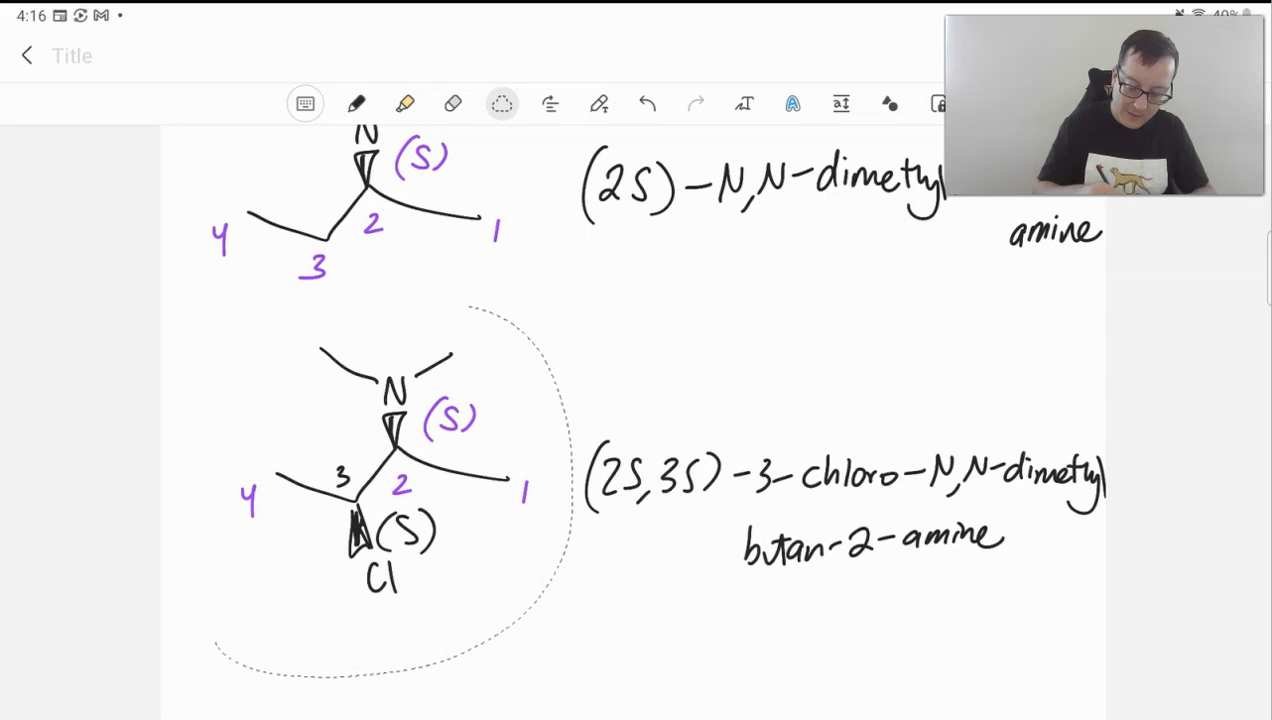 4:16
49%
Title
N
(S)
(2S)-N,N-dimethyl
4
3
2
1
amine
N
(S)
4
3
2
1
(S)
Cl
(2S,3S)-3-chloro-N,N-dimethyl
butan-2-amine